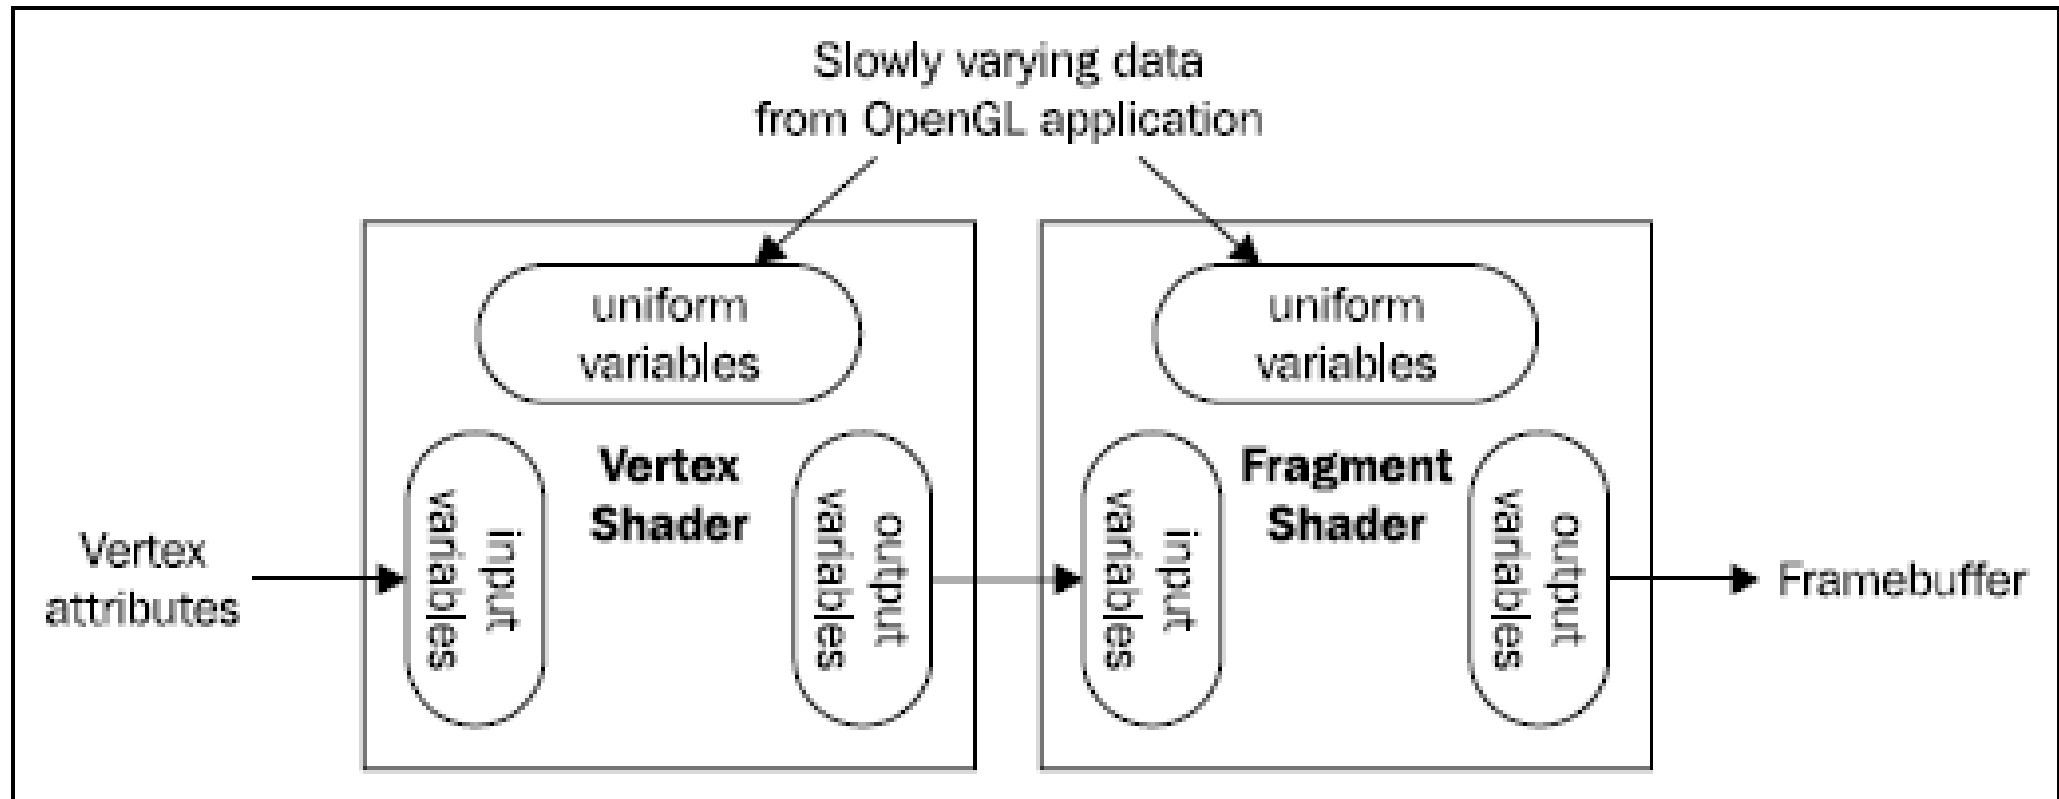 Slowly varying data
from OpenGL application
uniform
variables
uniform
variables
Vertex
Shader
Fragment
Shader
Vertex
attributes
input
variables
output
variables
input
variables
output
variables
Framebuffer